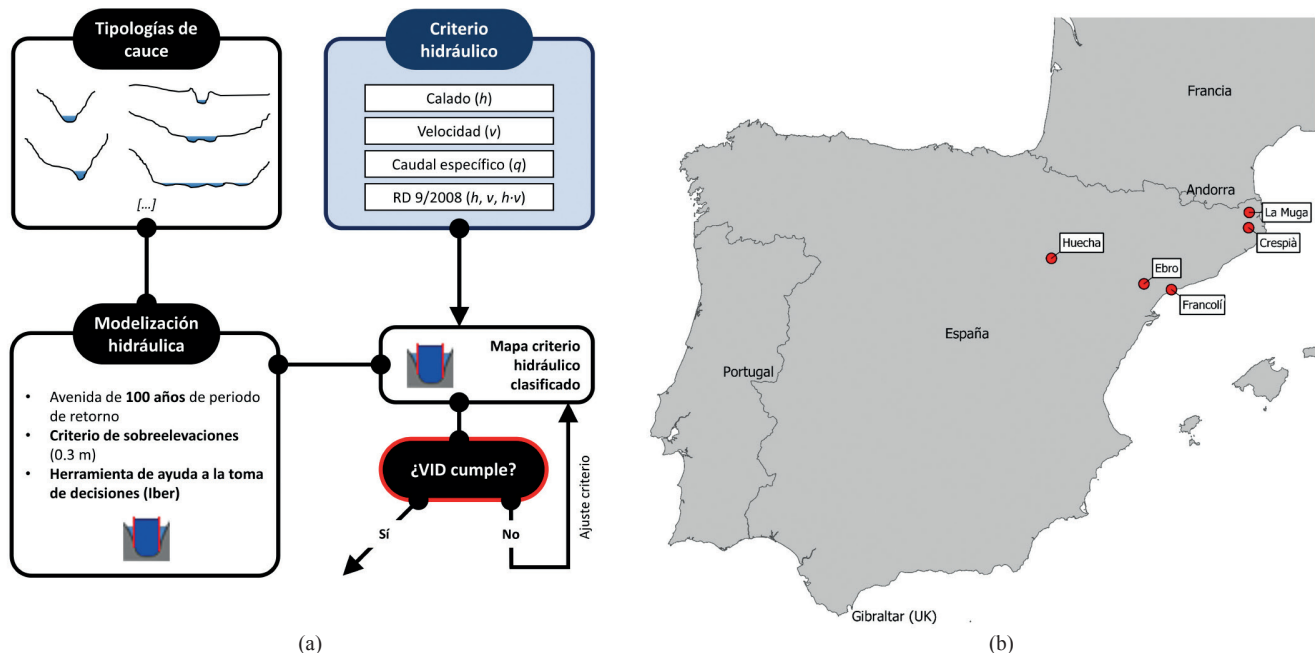 Tipologías de
cauce
[...]
Criterio
hidráulico
Calado (h)
Velocidad (v)
Caudal específico (q)
RD 9/2008 (h, v, h·v)
Modelización
hidráulica
• Avenida de 100 años de periodo
de retorno
• Criterio de sobreelevaciones
(0.3 m)
• Herramienta de ayuda a la toma
de decisiones (Iber)
Mapa criterio
hidráulico
clasificado
¿VID cumple?
Sí
No
Ajuste criterio
(a)
Francia
Andorra
La Muga
Crespià
Huecha
Ebro
Francolí
España
Portugal
Gibraltar (UK)
(b)